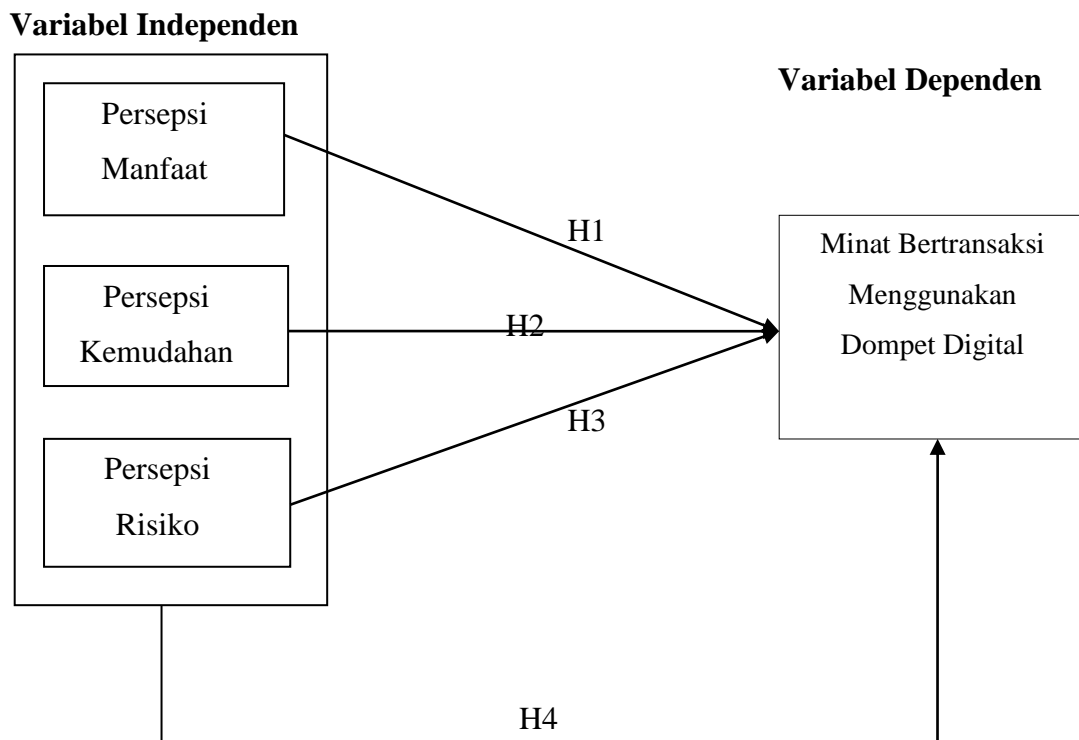 Variabel Independen
Variabel Dependen
Persepsi
Manfaat
H1
Minat Bertransaksi
Menggunakan
Dompet Digital
Persepsi
Kemudahan
H2
H3
Persepsi
Risiko
H4